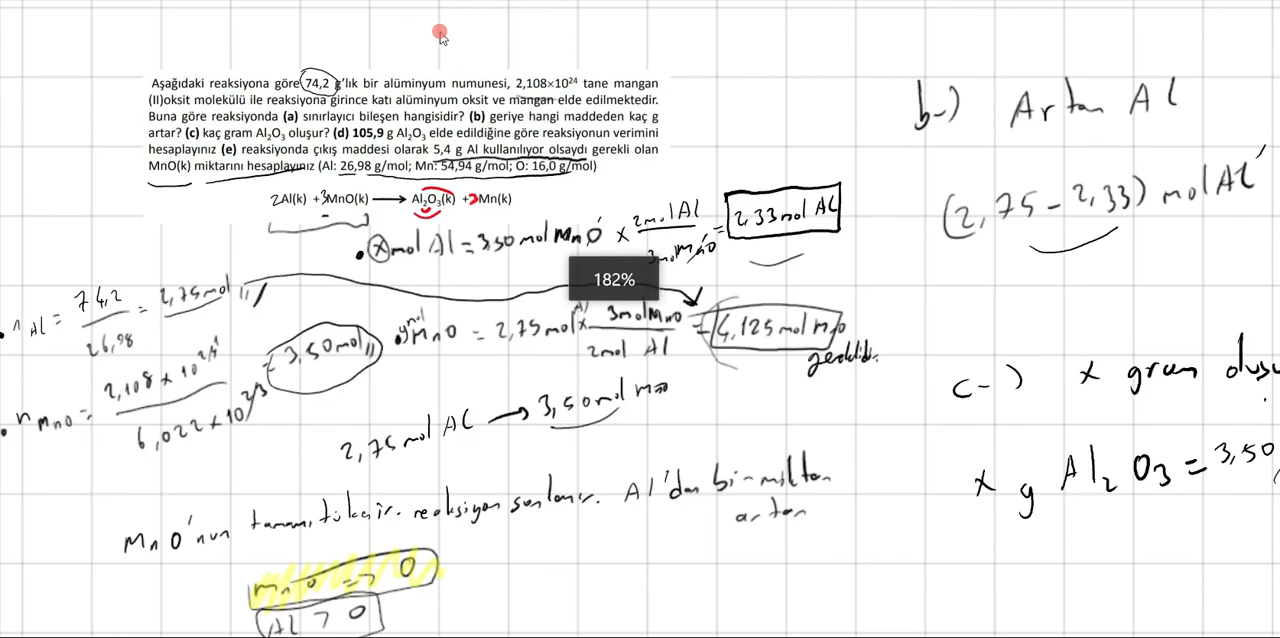 Aşağıdaki reaksiyona göre 74,2 g'lık bir alüminyum numunesi, 2,108×10²⁴ tane mangan
(II)oksit molekülü ile reaksiyona girince katı alüminyum oksit ve mangan elde edilmektedir.
Buna göre reaksiyonda (a) sınırlayıcı bileşen hangisidir? (b) geriye hangi maddeden kaç g
artar? (c) kaç gram Al₂O₃ oluşur? (d) 105,9 g Al₂O₃ elde edildiğine göre reaksiyonun verimini
hesaplayınız (e) reaksiyonda çıkış maddesi olarak 5,4 g Al kullanılıyor olsaydı gerekli olan
MnO(k) miktarını hesaplayınız (Al: 26,98 g/mol; Mn: 54,94 g/mol; O: 16,0 g/mol)
2Al(k) +3MnO(k) → Al₂O₃(k) +3Mn(k)
x mol Al = 3,50 mol MnO × 2 mol Al / 3 mol MnO = 2,33 mol Al
182%
n Al = 74,2 / 26,98 = 2,75 mol
y mol MnO = 2,75 mol Al × 3 mol MnO / 2 mol Al = 4,125 mol MnO
gereklidir.
n MnO = 2,108 × 10²⁴ / 6,022 × 10²³ = 3,50 mol
2,75 mol Al → 3,50 mol MnO
MnO'nun tamamı tükenir. reaksiyon sonlanır. Al'dan bir miktar
artar
MnO => 0
Al > 0
b-) Artan Al
(2,75 - 2,33) mol Al
c-) x gram oluşu
x g Al₂O₃ = 3,50